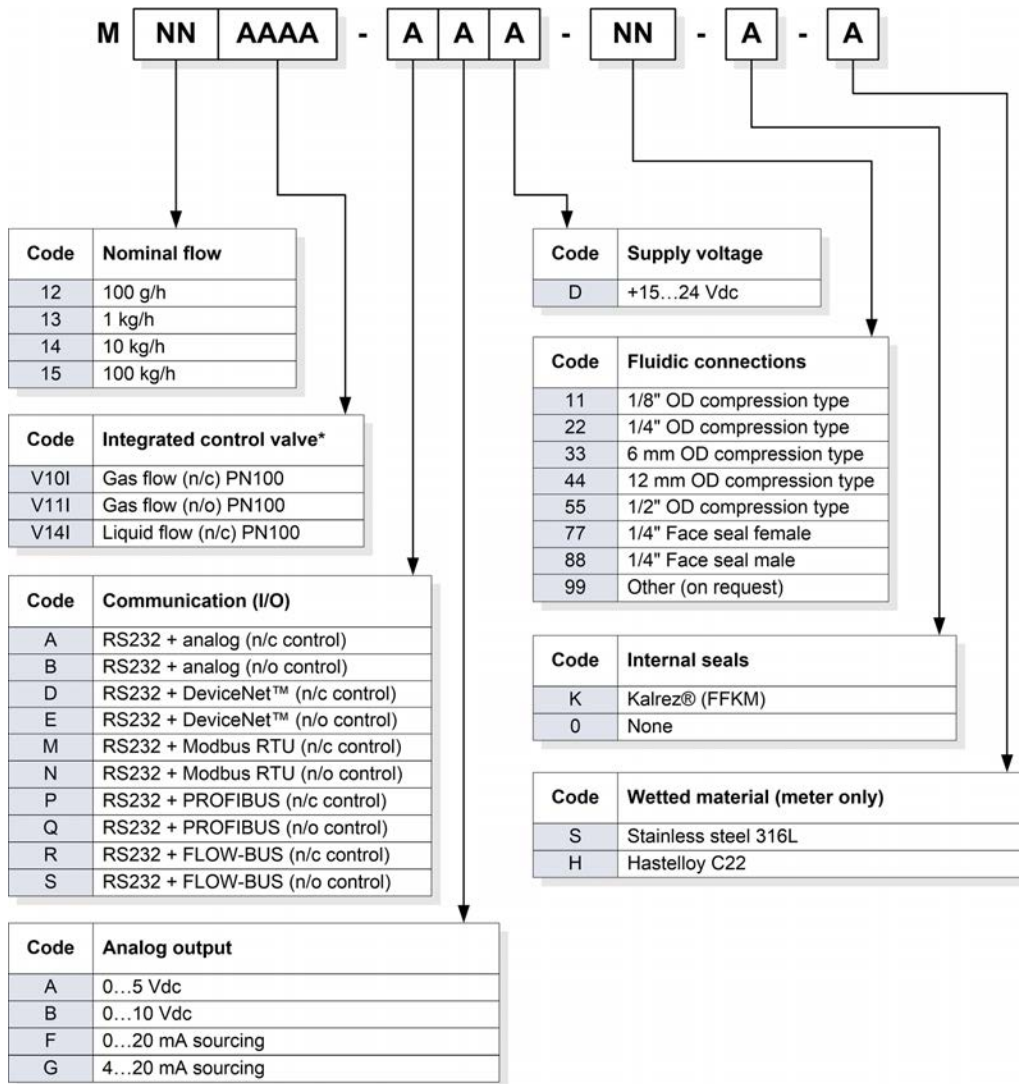 M NN AAAA - A A A - NN - A - A
Code Nominal flow
12 100 g/h
13 1 kg/h
14 10 kg/h
15 100 kg/h
Code Integrated control valve*
V10I Gas flow (n/c) PN100
V11I Gas flow (n/o) PN100
V14I Liquid flow (n/c) PN100
Code Communication (I/O)
A RS232 + analog (n/c control)
B RS232 + analog (n/o control)
D RS232 + DeviceNet™ (n/c control)
E RS232 + DeviceNet™ (n/o control)
M RS232 + Modbus RTU (n/c control)
N RS232 + Modbus RTU (n/o control)
P RS232 + PROFIBUS (n/c control)
Q RS232 + PROFIBUS (n/o control)
R RS232 + FLOW-BUS (n/c control)
S RS232 + FLOW-BUS (n/o control)
Code Analog output
A 0…5 Vdc
B 0…10 Vdc
F 0…20 mA sourcing
G 4…20 mA sourcing
Code Supply voltage
D +15…24 Vdc
Code Fluidic connections
11 1/8" OD compression type
22 1/4" OD compression type
33 6 mm OD compression type
44 12 mm OD compression type
55 1/2" OD compression type
77 1/4" Face seal female
88 1/4" Face seal male
99 Other (on request)
Code Internal seals
K Kalrez® (FFKM)
0 None
Code Wetted material (meter only)
S Stainless steel 316L
H Hastelloy C22